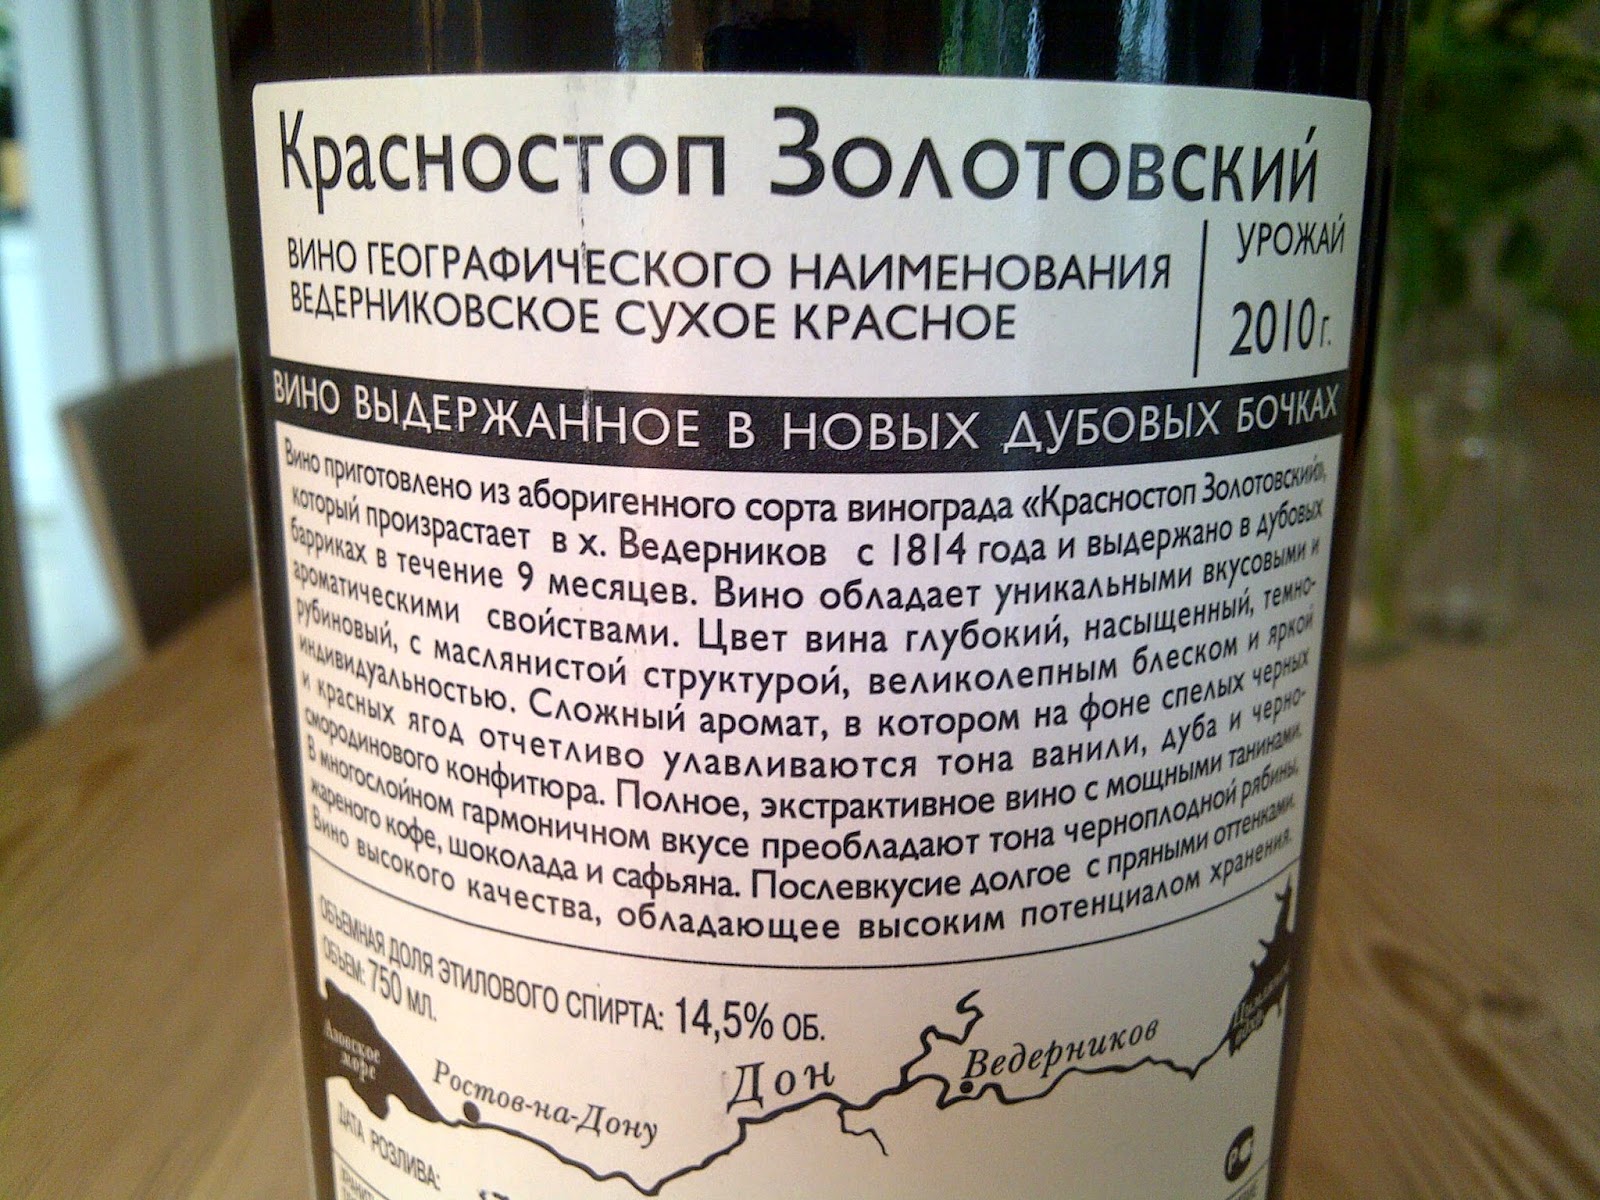 Красностоп Золотовский
ВИНО ГЕОГРАФИЧЕСКОГО НАИМЕНОВАНИЯ
ВЕДЕРНИКОВСКОЕ СУХОЕ КРАСНОЕ
УРОЖАЙ
2010г.
ВИНО ВЫДЕРЖАННОЕ В НОВЫХ ДУБОВЫХ БОЧКАХ
Вино приготовлено из аборигенного сорта винограда «Красностоп Золотовский»,
который произрастает в х. Ведерников с 1814 года и выдержано в дубовых
барриках в течение 9 месяцев. Вино обладает уникальными вкусовыми и
ароматическими свойствами. Цвет вина глубокий, насыщенный, темно-
рубиновый, с маслянистой структурой, великолепным блеском и яркой
индивидуальностью. Сложный аромат, в котором на фоне спелых черных
и красных ягод отчетливо улавливаются тона ванили, дуба и черно-
смородинового конфитюра. Полное, экстрактивное вино с мощными танинами.
В многослойном гармоничном вкусе преобладают тона черноплодной рябины,
жареного кофе, шоколада и сафьяна. Послевкусие долгое с пряными оттенками.
Вино высокого качества, обладающее высоким потенциалом хранения.
ОБЪЕМНАЯ ДОЛЯ ЭТИЛОВОГО СПИРТА: 14,5% ОБ.
ОБЪЕМ: 750 МЛ.
Азовское
море
Ростов-на-Дону
Дон
Ведерников
ДАТА РОЗЛИВА: